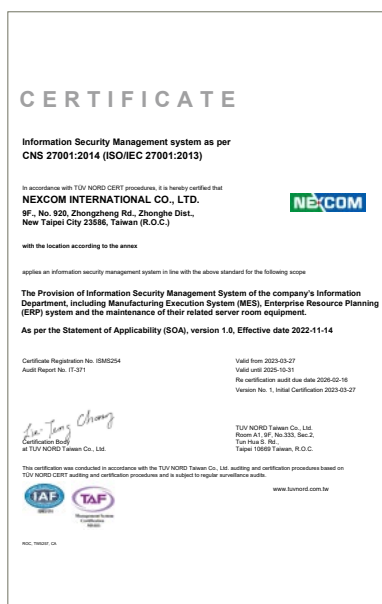 CERTIFICATE
Information Security Management system as per
CNS 27001:2014 (ISO/IEC 27001:2013)
In accordance with TÜV NORD CERT procedures, it is hereby certified that
NEXCOM INTERNATIONAL CO., LTD.
9F., No. 920, Zhongzheng Rd., Zhonghe Dist.,
New Taipei City 23586, Taiwan (R.O.C.)
NEXCOM
with the location according to the annex
applies an information security management system in line with the above standard for the following scope
The Provision of Information Security Management System of the company's Information
Department, including Manufacturing Execution System (MES), Enterprise Resource Planning
(ERP) system and the maintenance of their related server room equipment.
As per the Statement of Applicability (SOA), version 1.0, Effective date 2022-11-14
Certificate Registration No. ISMS254
Audit Report No. IT-371
Valid from 2023-03-27
Valid until 2025-10-31
Re certification audit due date 2026-02-16
Version No. 1, Initial Certification 2023-03-27
Certification Body
at TUV NORD Taiwan Co., Ltd.
TUV NORD Taiwan Co., Ltd.
Room A1, 9F, No.333, Sec.2,
Tun Hua S. Rd.,
Taipei 10669 Taiwan, R.O.C.
This certification was conducted in accordance with the TUV NORD Taiwan Co., Ltd. auditing and certification procedures based on
TÜV NORD CERT auditing and certification procedures and is subject to regular surveillance audits.
IAF
TAF
Management System
Certification
www.tuvnord.com.tw